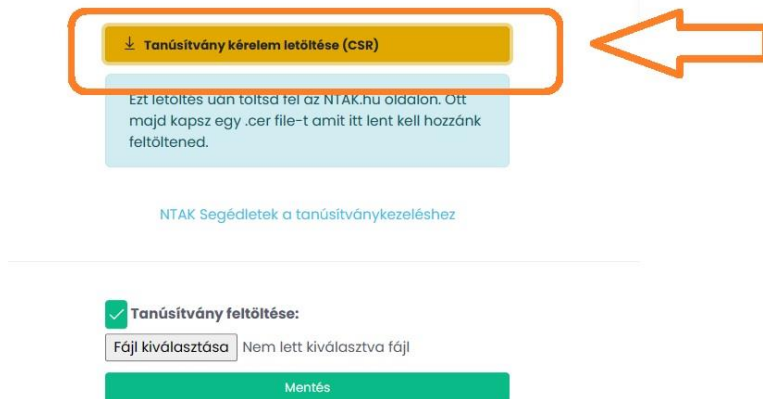 Tanúsítvány kérelem letöltése (CSR)
Ezt letöltés uán töltsd fel az NTAK.hu oldalon. Ott
majd kapsz egy .cer file-t amit itt lent kell hozzánk
feltöltened.
NTAK Segédletek a tanúsítványkezeléshez
Tanúsítvány feltöltése:
Fájl kiválasztása Nem lett kiválasztva fájl
Mentés